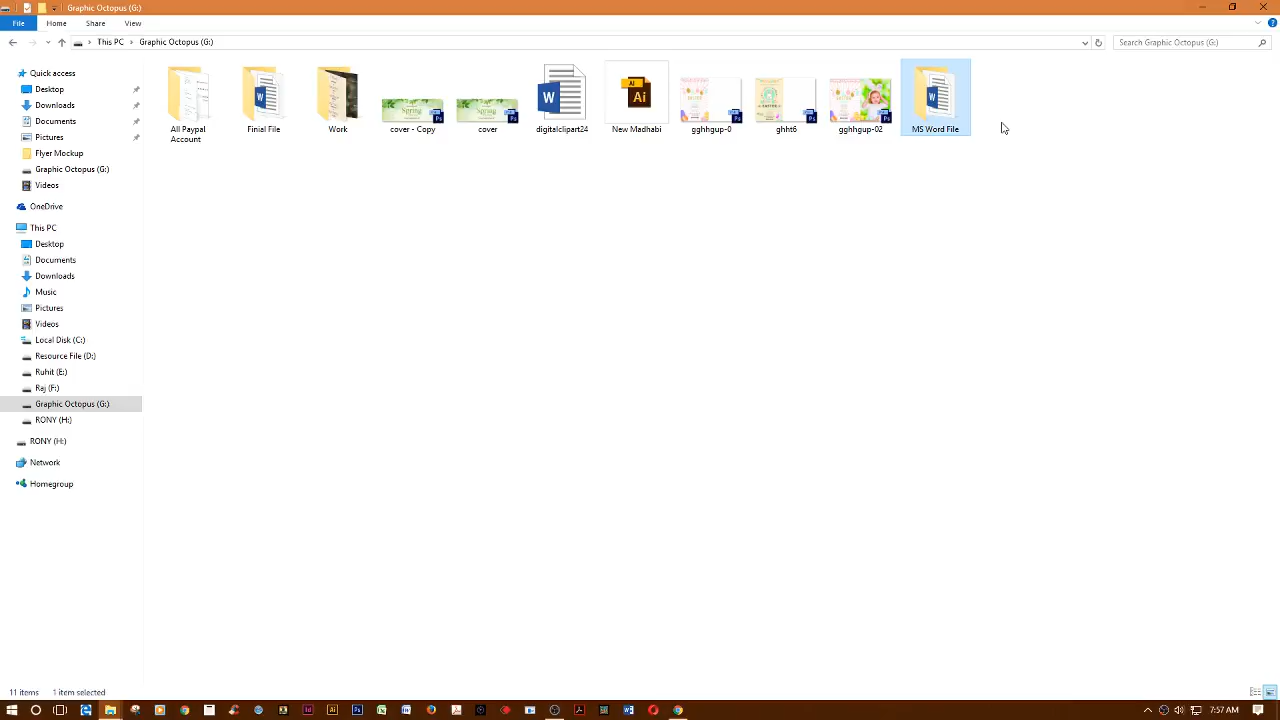 Graphic Octopus (G:)
File Home Share View
This PC Graphic Octopus (G:)
Search Graphic Octopus (G:)
Quick access
Desktop
Downloads
Documents
Pictures
Flyer Mockup
Graphic Octopus (G:)
Videos
OneDrive
This PC
Desktop
Documents
Downloads
Music
Pictures
Videos
Local Disk (C:)
Resource File (D:)
Ruhit (E:)
Raj (F:)
Graphic Octopus (G:)
RONY (H:)
RONY (H:)
Network
Homegroup
All Paypal
Account
Finial File
Work
cover - Copy
cover
digitalclipart24
New Madhabi
gghhgup-0
ghht6
gghhgup-02
MS Word File
11 items 1 item selected
7:57 AM